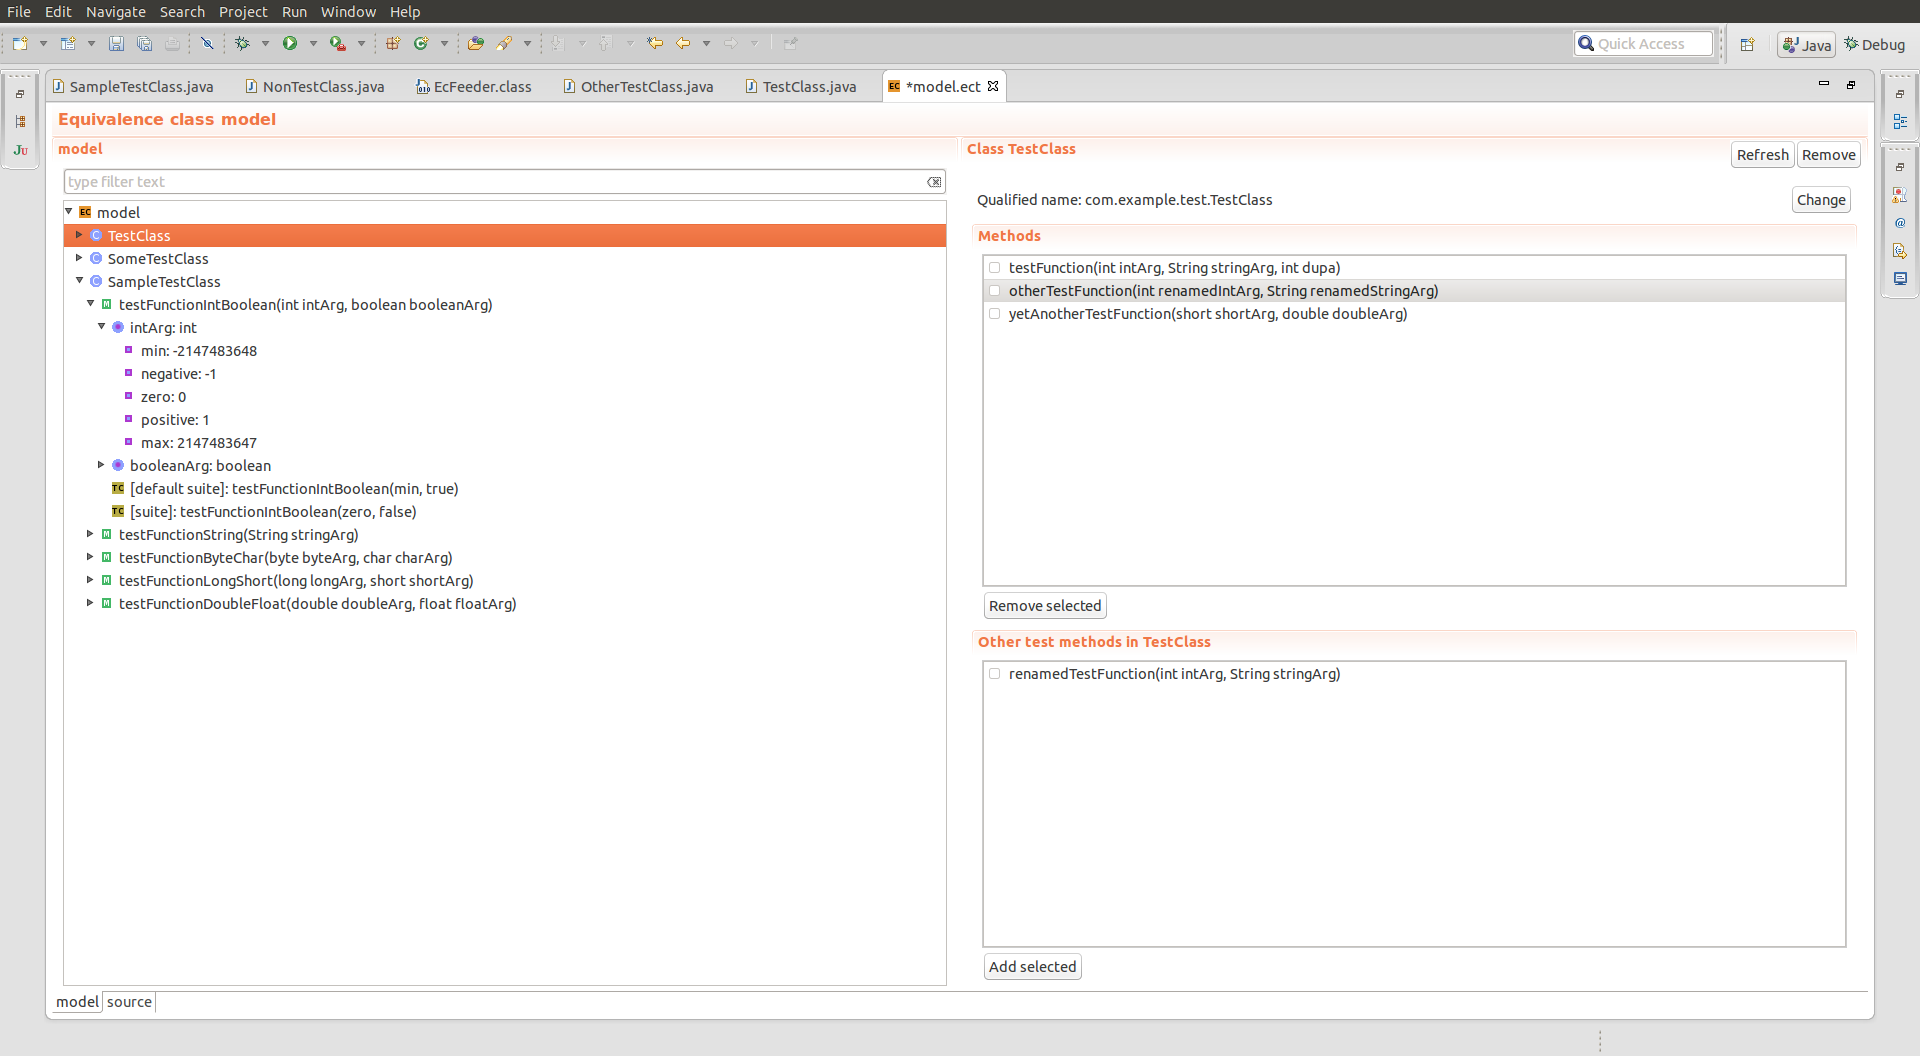 File Edit Navigate Search Project Run Window Help
Quick Access
Java
Debug
SampleTestClass.java
NonTestClass.java
EcFeeder.class
OtherTestClass.java
TestClass.java
EC *model.ect
Equivalence class model
model
type filter text
EC model
C TestClass
C SomeTestClass
C SampleTestClass
M testFunctionIntBoolean(int intArg, boolean booleanArg)
intArg: int
min: -2147483648
negative: -1
zero: 0
positive: 1
max: 2147483647
booleanArg: boolean
TC [default suite]: testFunctionIntBoolean(min, true)
TC [suite]: testFunctionIntBoolean(zero, false)
M testFunctionString(String stringArg)
M testFunctionByteChar(byte byteArg, char charArg)
M testFunctionLongShort(long longArg, short shortArg)
M testFunctionDoubleFloat(double doubleArg, float floatArg)
model source
Class TestClass
Refresh Remove
Qualified name: com.example.test.TestClass
Change
Methods
testFunction(int intArg, String stringArg, int dupa)
otherTestFunction(int renamedIntArg, String renamedStringArg)
yetAnotherTestFunction(short shortArg, double doubleArg)
Remove selected
Other test methods in TestClass
renamedTestFunction(int intArg, String stringArg)
Add selected
JU
@